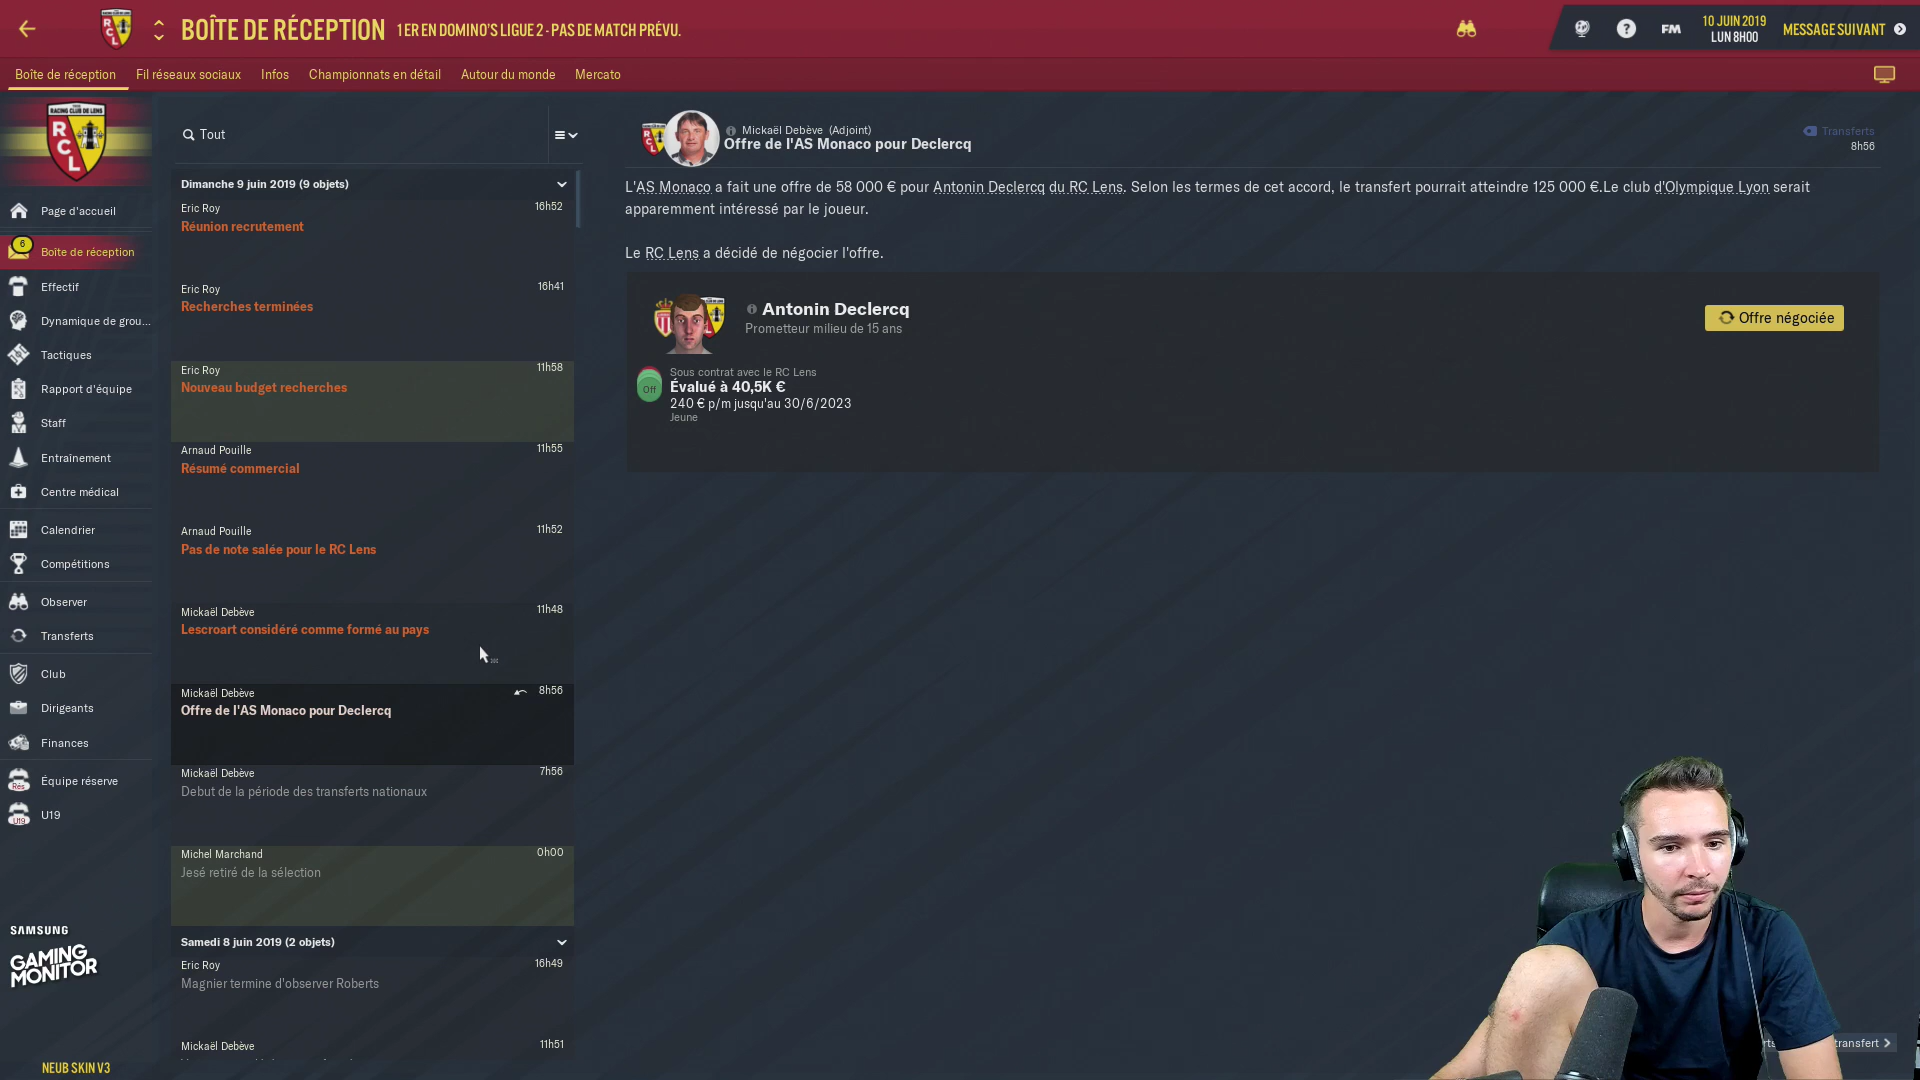 BOÎTE DE RÉCEPTION
1 ER EN DOMINO'S LIGUE 2 - PAS DE MATCH PRÉVU.
FM
10 JUIN 2019
LUN 8H00
MESSAGE SUIVANT
Boîte de réception
Fil réseaux sociaux
Infos
Championnats en détail
Autour du monde
Mercato
RACING CLUB DE LENS
RCL
Page d'accueil
6
Boîte de réception
Effectif
Dynamique de grou...
Tactiques
Rapport d'équipe
Staff
Entraînement
Centre médical
Calendrier
Compétitions
Observer
Transferts
Club
Dirigeants
Finances
Rés
Équipe réserve
U19
U19
SAMSUNG
GAMING
MONITOR
NEUB SKIN V3
Tout
Dimanche 9 juin 2019 (9 objets)
Eric Roy
16h52
Réunion recrutement
Eric Roy
16h41
Recherches terminées
Eric Roy
11h58
Nouveau budget recherches
Arnaud Pouille
11h55
Résumé commercial
Arnaud Pouille
11h52
Pas de note salée pour le RC Lens
Mickaël Debève
11h48
Lescroart considéré comme formé au pays
Mickaël Debève
8h56
Offre de l'AS Monaco pour Declercq
Mickaël Debève
7h56
Debut de la période des transferts nationaux
Michel Marchand
0h00
Jesé retiré de la sélection
Samedi 8 juin 2019 (2 objets)
Eric Roy
16h49
Magnier termine d'observer Roberts
Mickaël Debève
11h51
Mickaël Debève (Adjoint)
Offre de l'AS Monaco pour Declercq
Transferts
8h56
L'AS Monaco a fait une offre de 58 000 € pour Antonin Declercq du RC Lens. Selon les termes de cet accord, le transfert pourrait atteindre 125 000 €.Le club d'Olympique Lyon serait
apparemment intéressé par le joueur.
Le RC Lens a décidé de négocier l'offre.
Antonin Declercq
Prometteur milieu de 15 ans
Offre négociée
Sous contrat avec le RC Lens
Off
Évalué à 40,5K €
240 € p/m jusqu'au 30/6/2023
Jeune
transfert